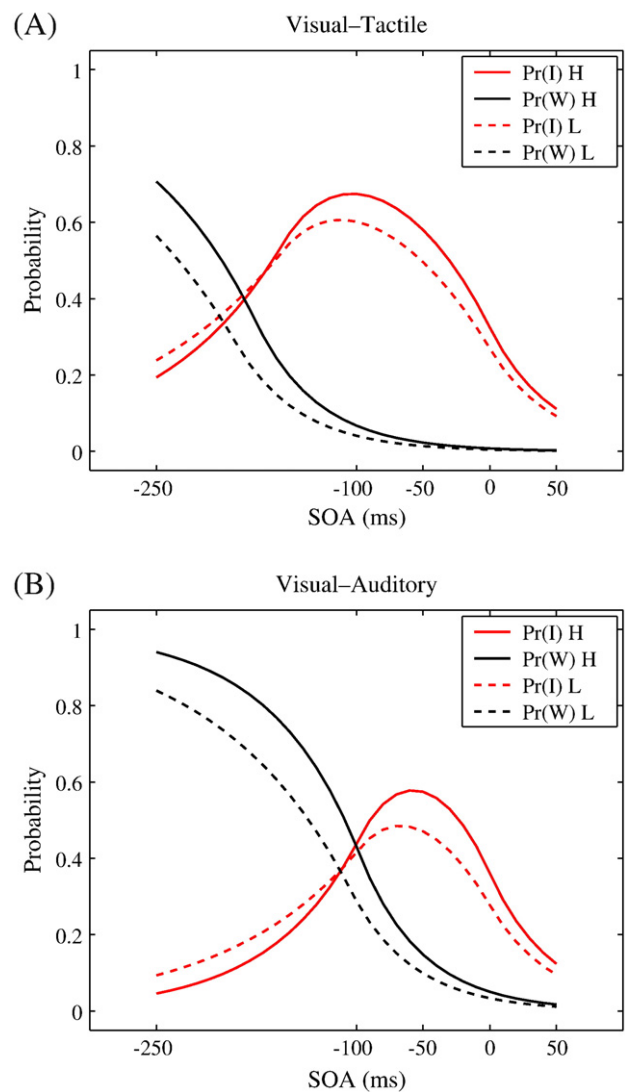 (A)
Visual–Tactile
Pr(I) H
Pr(W) H
Pr(I) L
Pr(W) L
1
0.8
0.6
0.4
0.2
0
Probability
-250 -100 -50 0 50
SOA (ms)
(B)
Visual–Auditory
Pr(I) H
Pr(W) H
Pr(I) L
Pr(W) L
1
0.8
0.6
0.4
0.2
0
Probability
-250 -100 -50 0 50
SOA (ms)